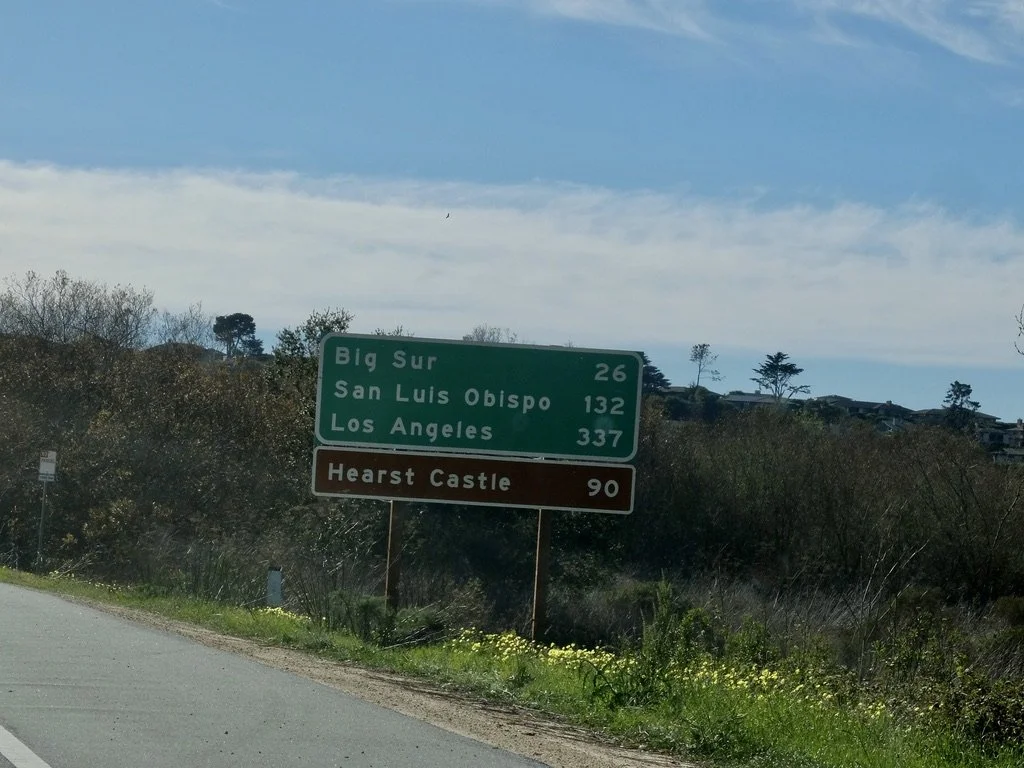 Big Sur 26
San Luis Obispo 132
Los Angeles 337
Hearst Castle 90